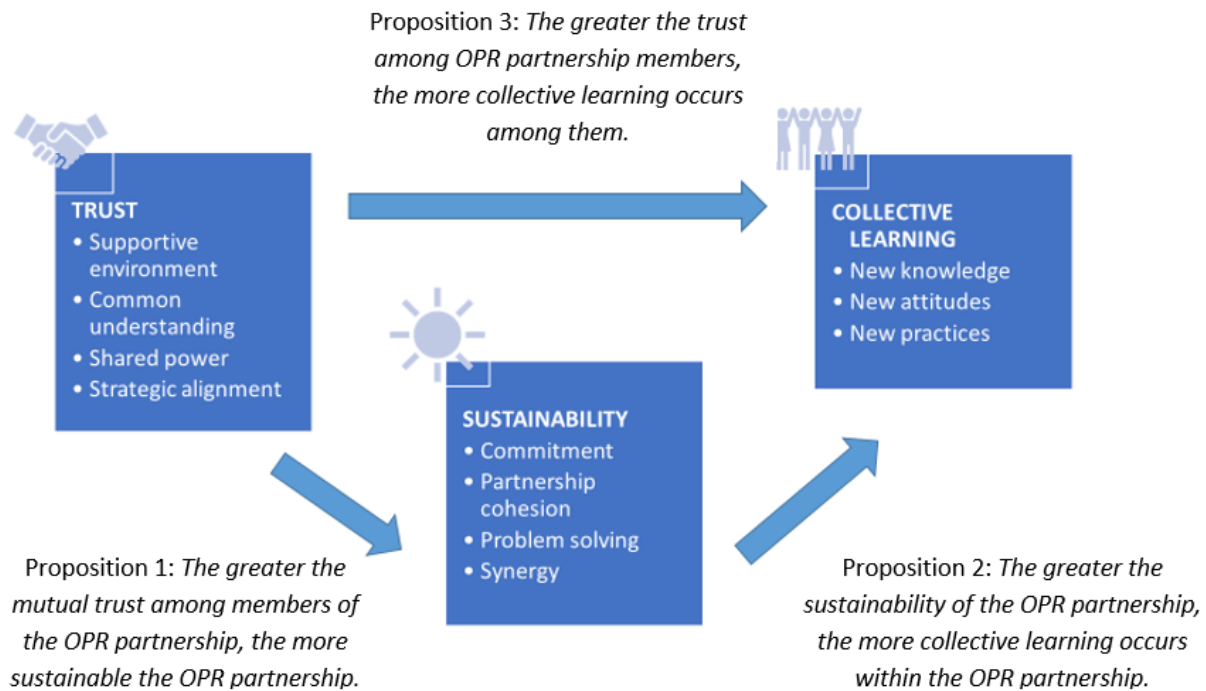 Proposition 3: The greater the trust
among OPR partnership members,
the more collective learning occurs
among them.
TRUST
• Supportive
environment
• Common
understanding
• Shared power
• Strategic alignment
COLLECTIVE
LEARNING
• New knowledge
• New attitudes
• New practices
SUSTAINABILITY
• Commitment
• Partnership
cohesion
• Problem solving
• Synergy
Proposition 1: The greater the
mutual trust among members of
the OPR partnership, the more
sustainable the OPR partnership.
Proposition 2: The greater the
sustainability of the OPR partnership,
the more collective learning occurs
within the OPR partnership.